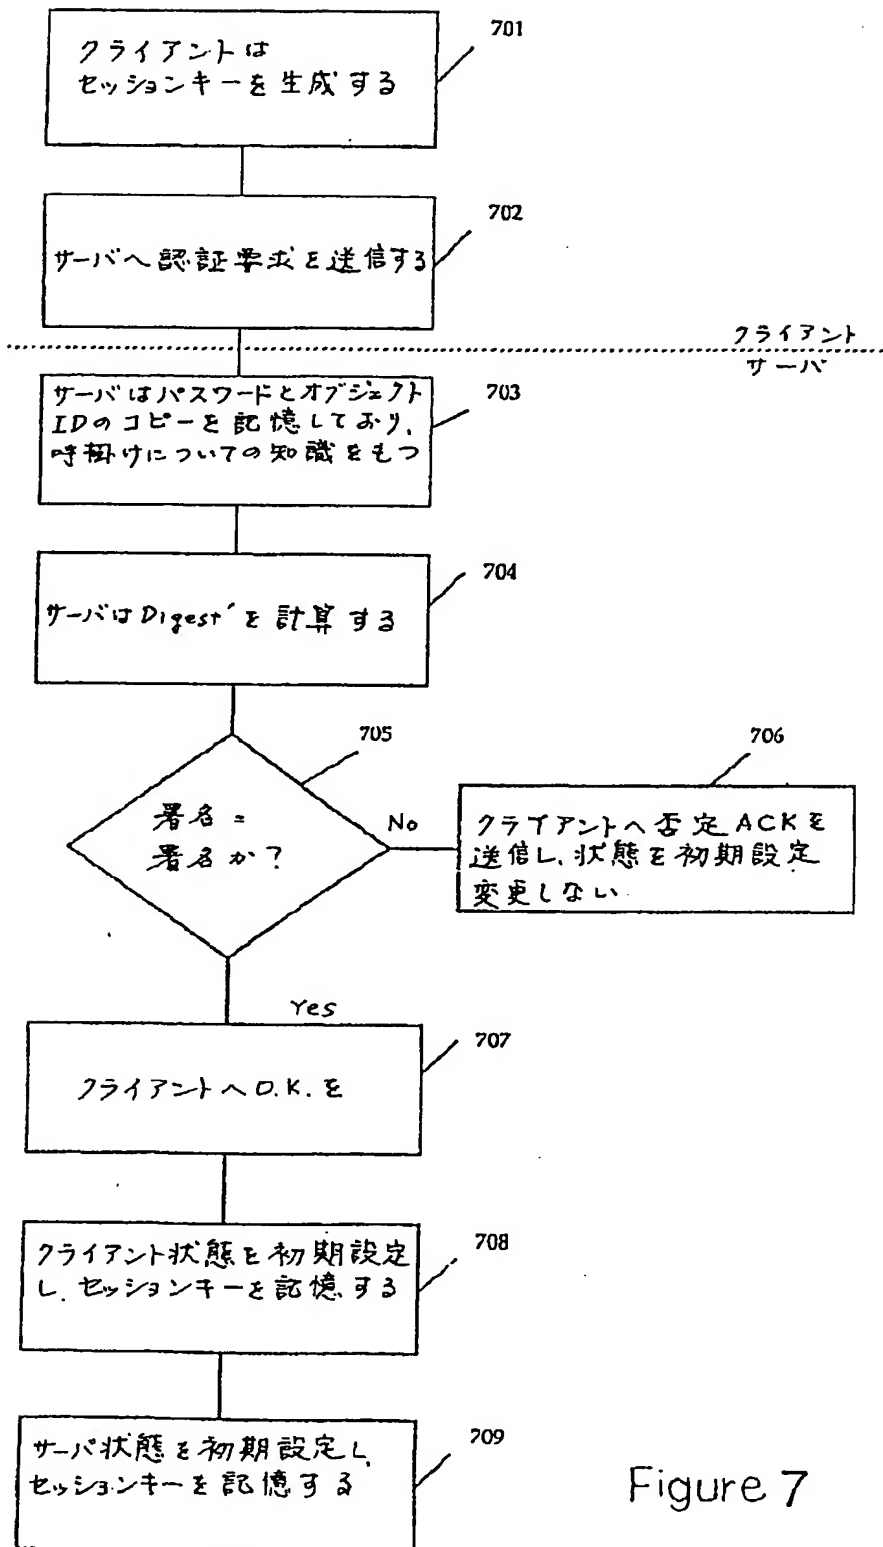 701
クライアントは
セッションキーを生成する
702
サーバへ認証要求を送信する
クライアント
サーバ
703
サーバはパスワードとオブジェクト
IDのコピーを記憶しており、
時掛けについての知識をもつ
704
サーバはDigest'を計算する
705
署名=
署名か?
No
706
クライアントへ否定ACKを
送信し、状態を初期設定
変更しない
Yes
707
クライアントへO.K.を
708
クライアント状態を初期設定
し、セッションキーを記憶する
709
サーバ状態を初期設定し、
セッションキーを記憶する
Figure 7